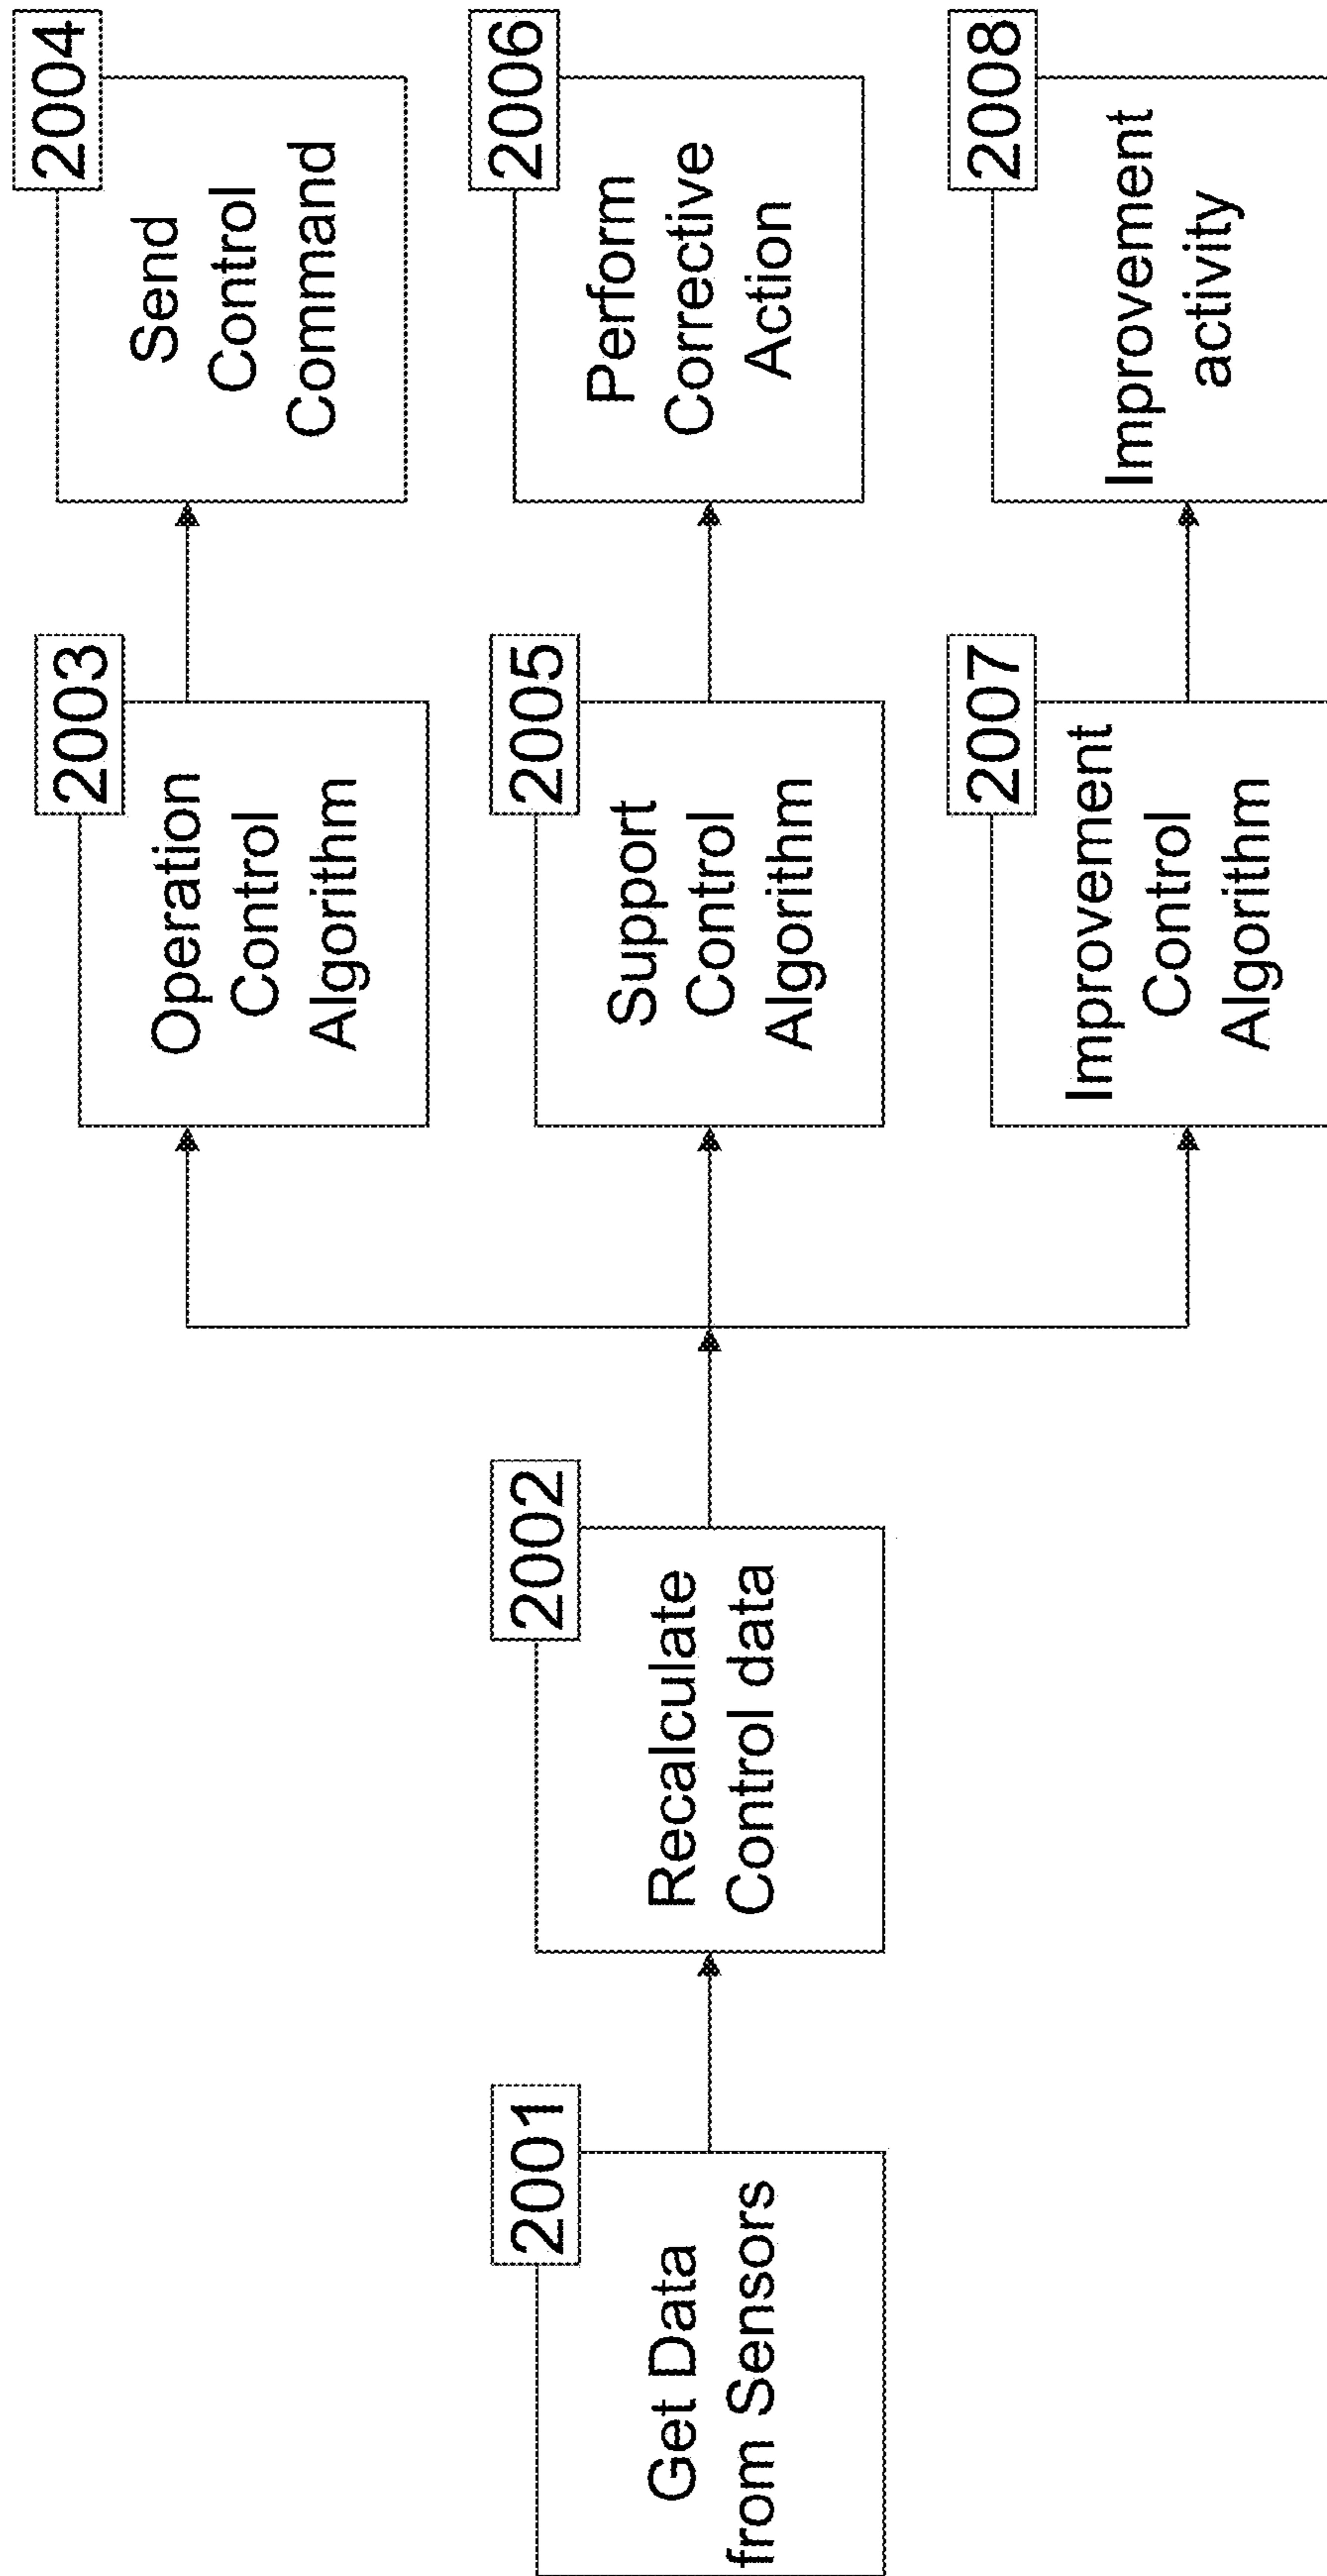 2001
Get Data
from Sensors
2002
Recalculate
Control data
2003
Operation
Control
Algorithm
2004
Send
Control
Command
2005
Support
Control
Algorithm
2006
Perform
Corrective
Action
2007
Improvement
Control
Algorithm
2008
Improvement
activity